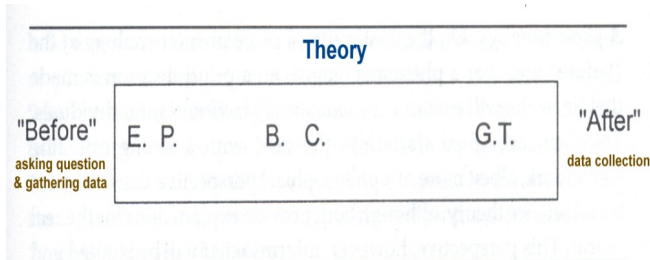 Theory
"Before"
asking question
& gathering data
E. P. B. C. G.T.
"After"
data collection